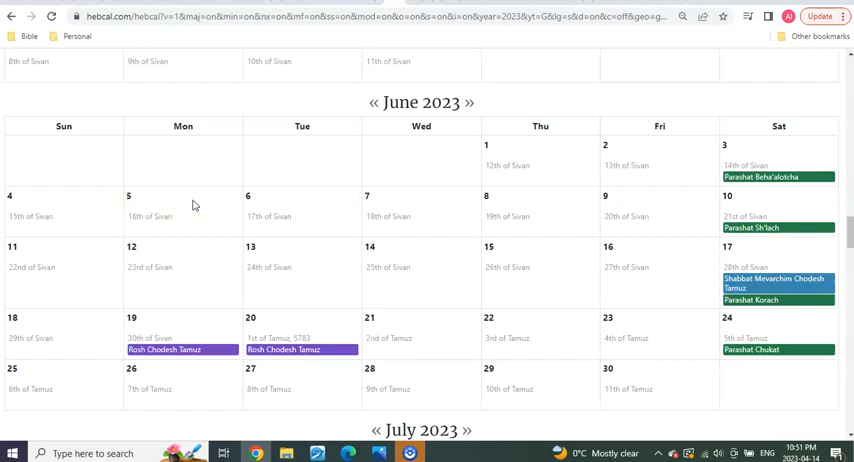 hebcal.com/hebcal?v=1&maj=on&min=on&nx=on&mf=on&ss=on&mod=on&o=on&s=on&i=on&year=2023&yt=G&lg=s&d=on&c=off&geo=g...
AI
Update
Bible
Personal
Other bookmarks
8th of Sivan
9th of Sivan
10th of Sivan
11th of Sivan
« June 2023 »
Sun Mon Tue Wed Thu Fri Sat
1 2 3
12th of Sivan 13th of Sivan 14th of Sivan
Parashat Beha'alotcha
4 5 6 7 8 9 10
15th of Sivan 16th of Sivan 17th of Sivan 18th of Sivan 19th of Sivan 20th of Sivan 21st of Sivan
Parashat Sh'lach
11 12 13 14 15 16 17
22nd of Sivan 23rd of Sivan 24th of Sivan 25th of Sivan 26th of Sivan 27th of Sivan 28th of Sivan
Shabbat Mevarchim Chodesh
Tamuz
Parashat Korach
18 19 20 21 22 23 24
29th of Sivan 30th of Sivan 1st of Tamuz, 5783 2nd of Tamuz 3rd of Tamuz 4th of Tamuz 5th of Tamuz
Rosh Chodesh Tamuz Rosh Chodesh Tamuz Parashat Chukat
25 26 27 28 29 30
6th of Tamuz 7th of Tamuz 8th of Tamuz 9th of Tamuz 10th of Tamuz 11th of Tamuz
« July 2023 »
Type here to search
0°C Mostly clear
ENG
10:51 PM
2023-04-14